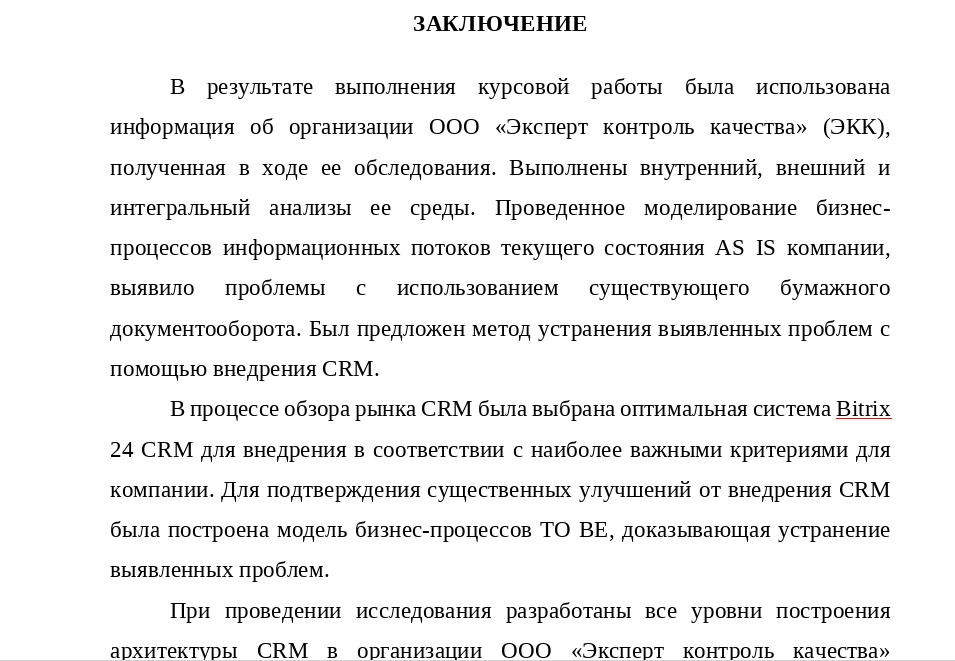 ЗАКЛЮЧЕНИЕ
В результате выполнения курсовой работы была использована
информация об организации ООО «Эксперт контроль качества» (ЭКК),
полученная в ходе ее обследования. Выполнены внутренний, внешний и
интегральный анализы ее среды. Проведенное моделирование бизнес-
процессов информационных потоков текущего состояния AS IS компании,
выявило проблемы с использованием существующего бумажного
документооборота. Был предложен метод устранения выявленных проблем с
помощью внедрения CRM.
В процессе обзора рынка CRM была выбрана оптимальная система Bitrix
24 CRM для внедрения в соответствии с наиболее важными критериями для
компании. Для подтверждения существенных улучшений от внедрения CRM
была построена модель бизнес-процессов TO BE, доказывающая устранение
выявленных проблем.
При проведении исследования разработаны все уровни построения
архитектуры CRM в организации ООО «Эксперт контроль качества»